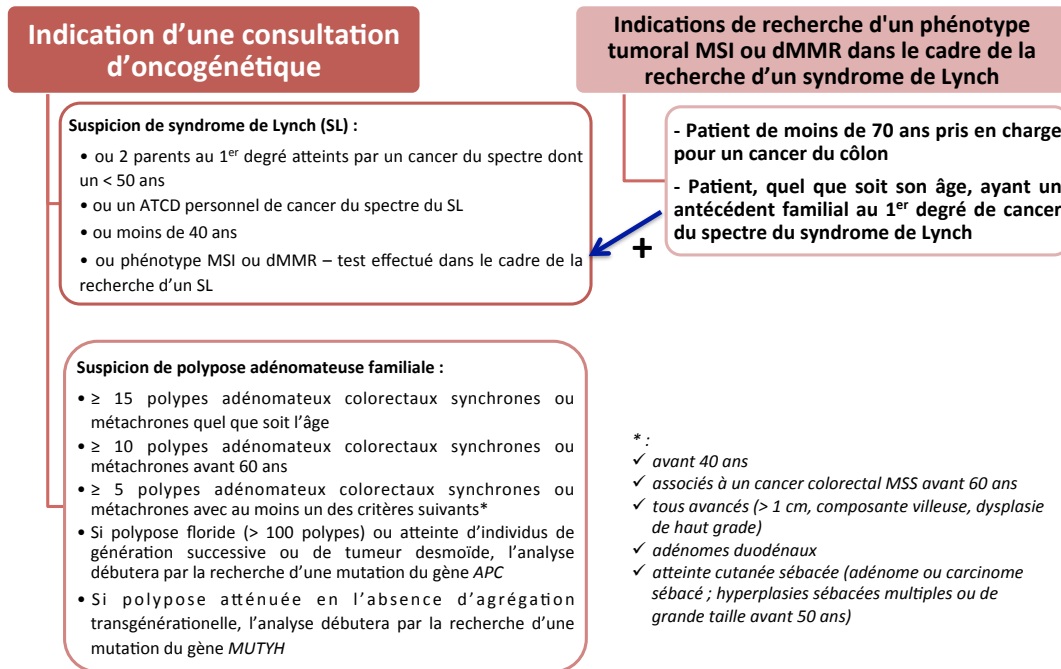 Indication d’une consultation
d’oncogénétique
Indications de recherche d'un phénotype
tumoral MSI ou dMMR dans le cadre de la
recherche d’un syndrome de Lynch
Suspicion de syndrome de Lynch (SL) :
• ou 2 parents au 1er degré atteints par un cancer du spectre dont
un < 50 ans
• ou un ATCD personnel de cancer du spectre du SL
• ou moins de 40 ans
• ou phénotype MSI ou dMMR – test effectué dans le cadre de la
recherche d’un SL
- Patient de moins de 70 ans pris en charge
pour un cancer du côlon
- Patient, quel que soit son âge, ayant un
antécédent familial au 1er degré de cancer
du spectre du syndrome de Lynch
+
Suspicion de polypose adénomateuse familiale :
• ≥ 15 polypes adénomateux colorectaux synchrones ou
métachrones quel que soit l’âge
• ≥ 10 polypes adénomateux colorectaux synchrones ou
métachrones avant 60 ans
• ≥ 5 polypes adénomateux colorectaux synchrones ou
métachrones avec au moins un des critères suivants*
• Si polypose floride (> 100 polypes) ou atteinte d’individus de
génération successive ou de tumeur desmoïde, l’analyse
débutera par la recherche d’une mutation du gène APC
• Si polypose atténuée en l’absence d’agrégation
transgénérationelle, l’analyse débutera par la recherche d’une
mutation du gène MUTYH
* :
✓ avant 40 ans
✓ associés à un cancer colorectal MSS avant 60 ans
✓ tous avancés (> 1 cm, composante villeuse, dysplasie
de haut grade)
✓ adénomes duodénaux
✓ atteinte cutanée sébacée (adénome ou carcinome
sébacé ; hyperplasies sébacées multiples ou de
grande taille avant 50 ans)